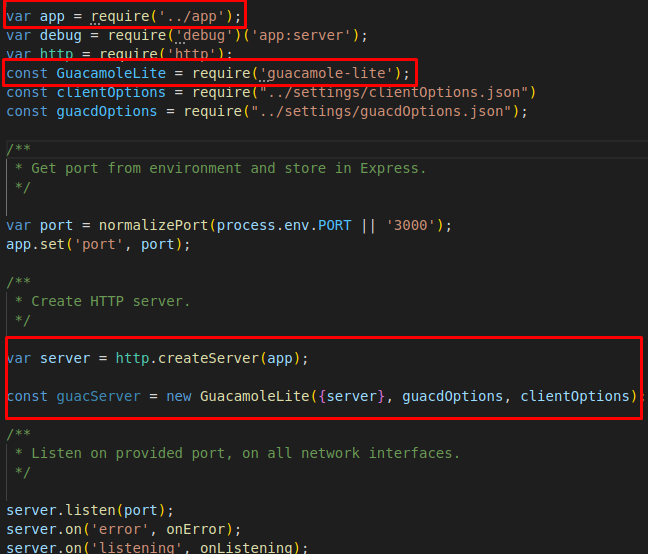 var app = require('../app');
var debug = require('debug')('app:server');
var http = require('http');
const GuacamoleLite = require('guacamole-lite');
const clientOptions = require("../settings/clientOptions.json")
const guacdOptions = require("../settings/guacdOptions.json");
/**
 * Get port from environment and store in Express.
 */
var port = normalizePort(process.env.PORT || '3000');
app.set('port', port);
/**
 * Create HTTP server.
 */
var server = http.createServer(app);
const guacServer = new GuacamoleLite({server}, guacdOptions, clientOptions);
/**
 * Listen on provided port, on all network interfaces.
 */
server.listen(port);
server.on('error', onError);
server.on('listening', onListening);